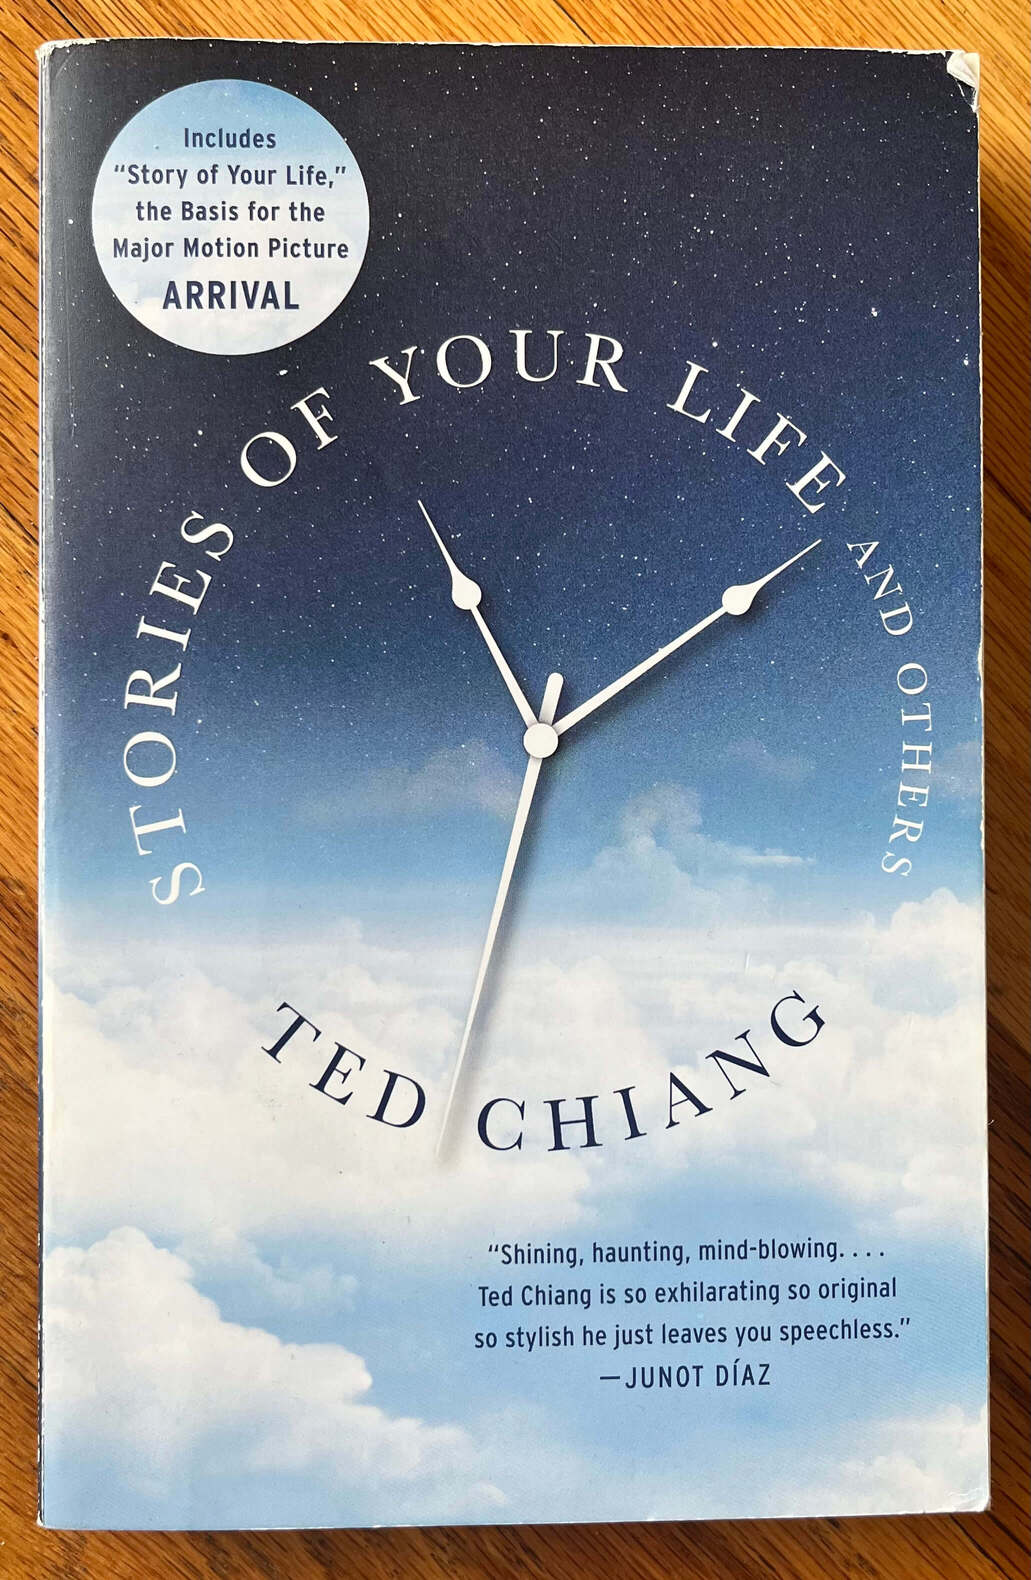 Includes
“Story of Your Life,”
the Basis for the
Major Motion Picture
ARRIVAL
STORIES OF YOUR LIFE AND OTHERS
TED CHIANG
“Shining, haunting, mind-blowing. . . .
Ted Chiang is so exhilarating so original
so stylish he just leaves you speechless.”
—JUNOT DÍAZ